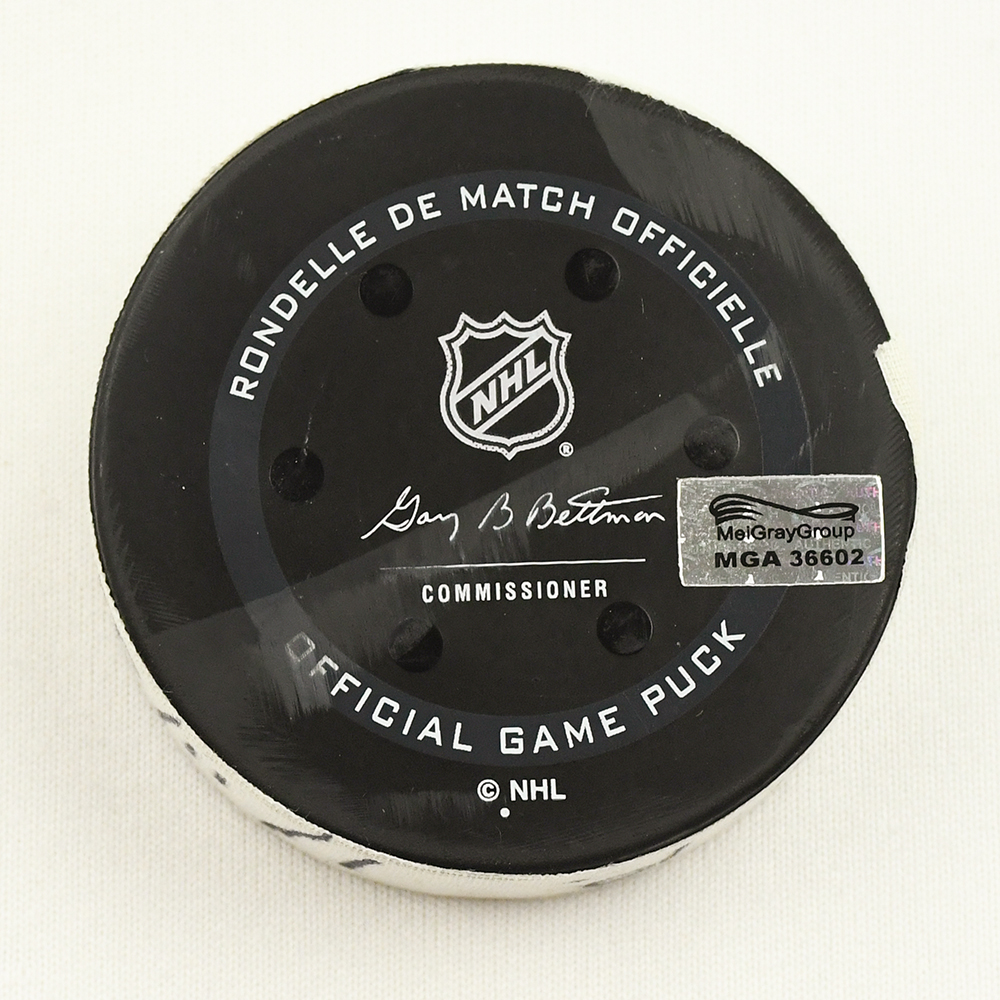 RONDELLE DE MATCH OFFICIELLE
NHL
®
Gary B Bettman
COMMISSIONER
MeiGrayGroup
MGA 36602
OFFICIAL GAME PUCK
© NHL